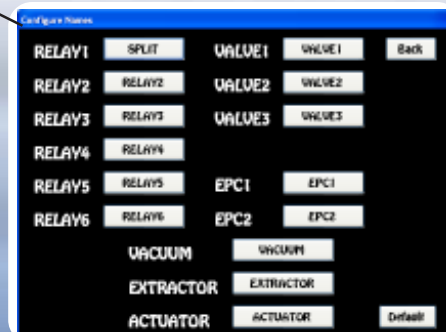 Configure Names
RELAY1 SPLIT VALVE1 VALVE1 Back
RELAY2 RELAY2 VALVE2 VALVE2
RELAY3 RELAY3 VALVE3 VALVE3
RELAY4 RELAY4
RELAY5 RELAY5 EPC1 EPC1
RELAY6 RELAY6 EPC2 EPC2
VACUUM VACUUM
EXTRACTOR EXTRACTOR
ACTUATOR ACTUATOR Default